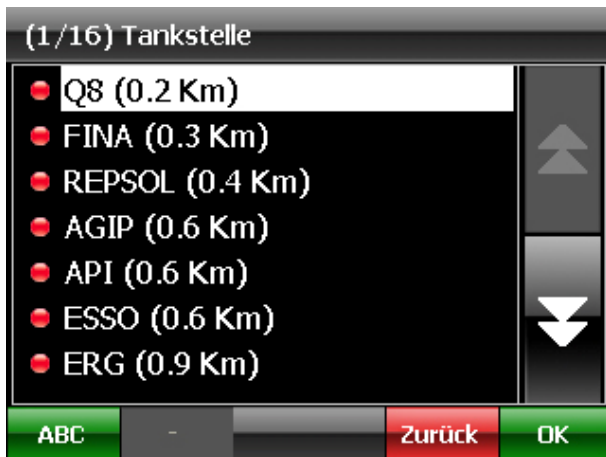 (1/16) Tankstelle
Q8 (0.2 Km)
FINA (0.3 Km)
REPSOL (0.4 Km)
AGIP (0.6 Km)
API (0.6 Km)
ESSO (0.6 Km)
ERG (0.9 Km)
ABC - Zurück OK